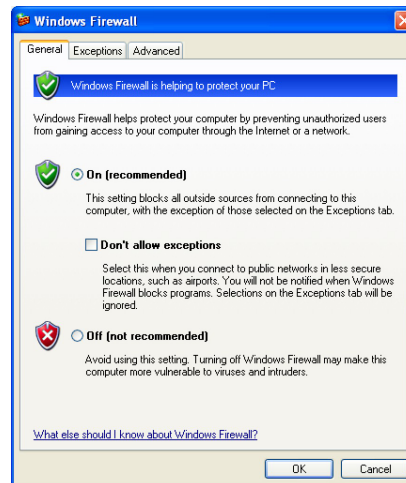 Windows Firewall
General Exceptions Advanced
Windows Firewall is helping to protect your PC
Windows Firewall helps protect your computer by preventing unauthorized users
from gaining access to your computer through the Internet or a network.
On (recommended)
This setting blocks all outside sources from connecting to this
computer, with the exception of those selected on the Exceptions tab.
Don't allow exceptions
Select this when you connect to public networks in less secure
locations, such as airports. You will not be notified when Windows
Firewall blocks programs. Selections on the Exceptions tab will be
ignored.
Off (not recommended)
Avoid using this setting. Turning off Windows Firewall may make this
computer more vulnerable to viruses and intruders.
What else should I know about Windows Firewall?
OK Cancel